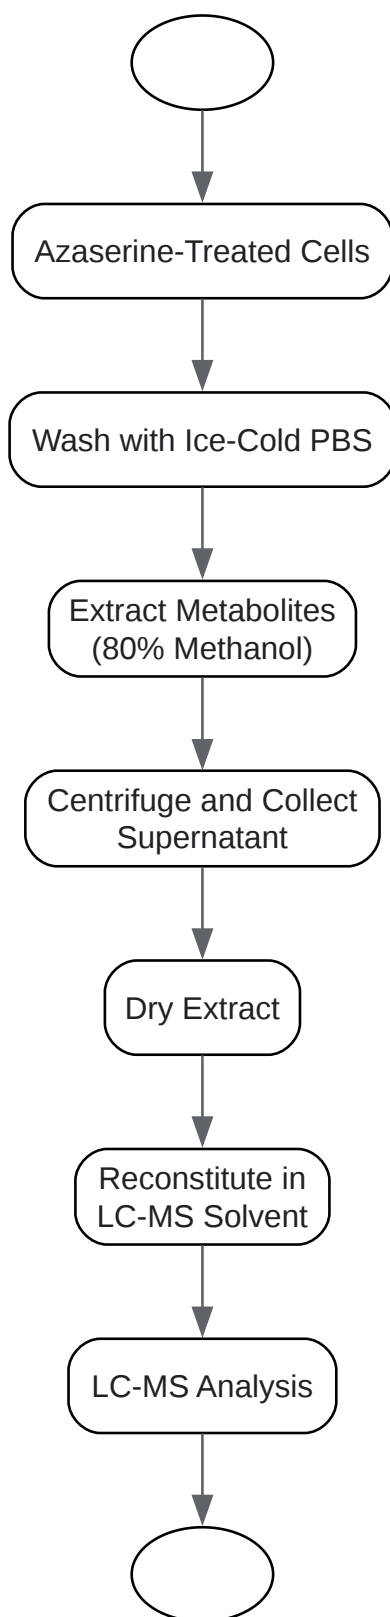 Azaserine-Treated Cells
Wash with Ice-Cold PBS
Extract Metabolites
(80% Methanol)
Centrifuge and Collect
Supernatant
Dry Extract
Reconstitute in
LC-MS Solvent
LC-MS Analysis